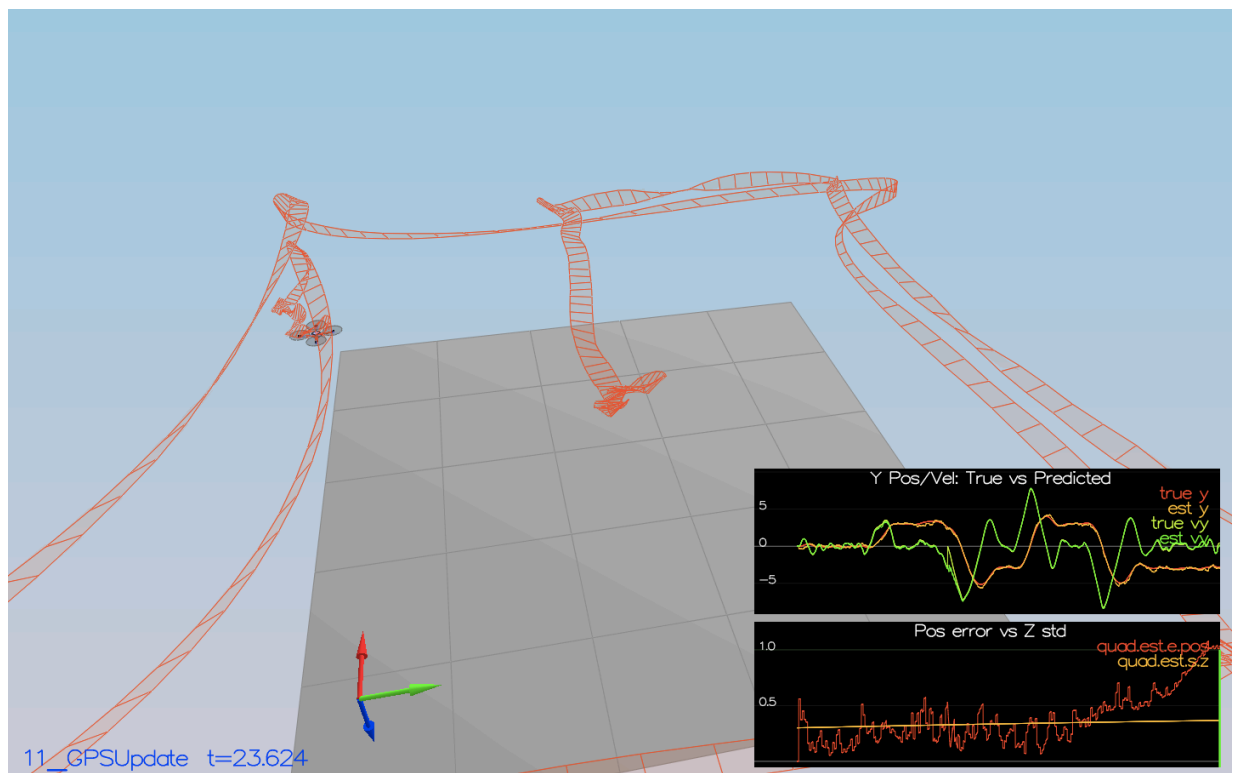 Y Pos/Vel: True vs Predicted
true y
est y
true vy
est vy
5
0
−5
Pos error vs Z std
quad.est.e.pos
quad.est.s.z
1.0
0.5
11__GPSUpdate t=23.624